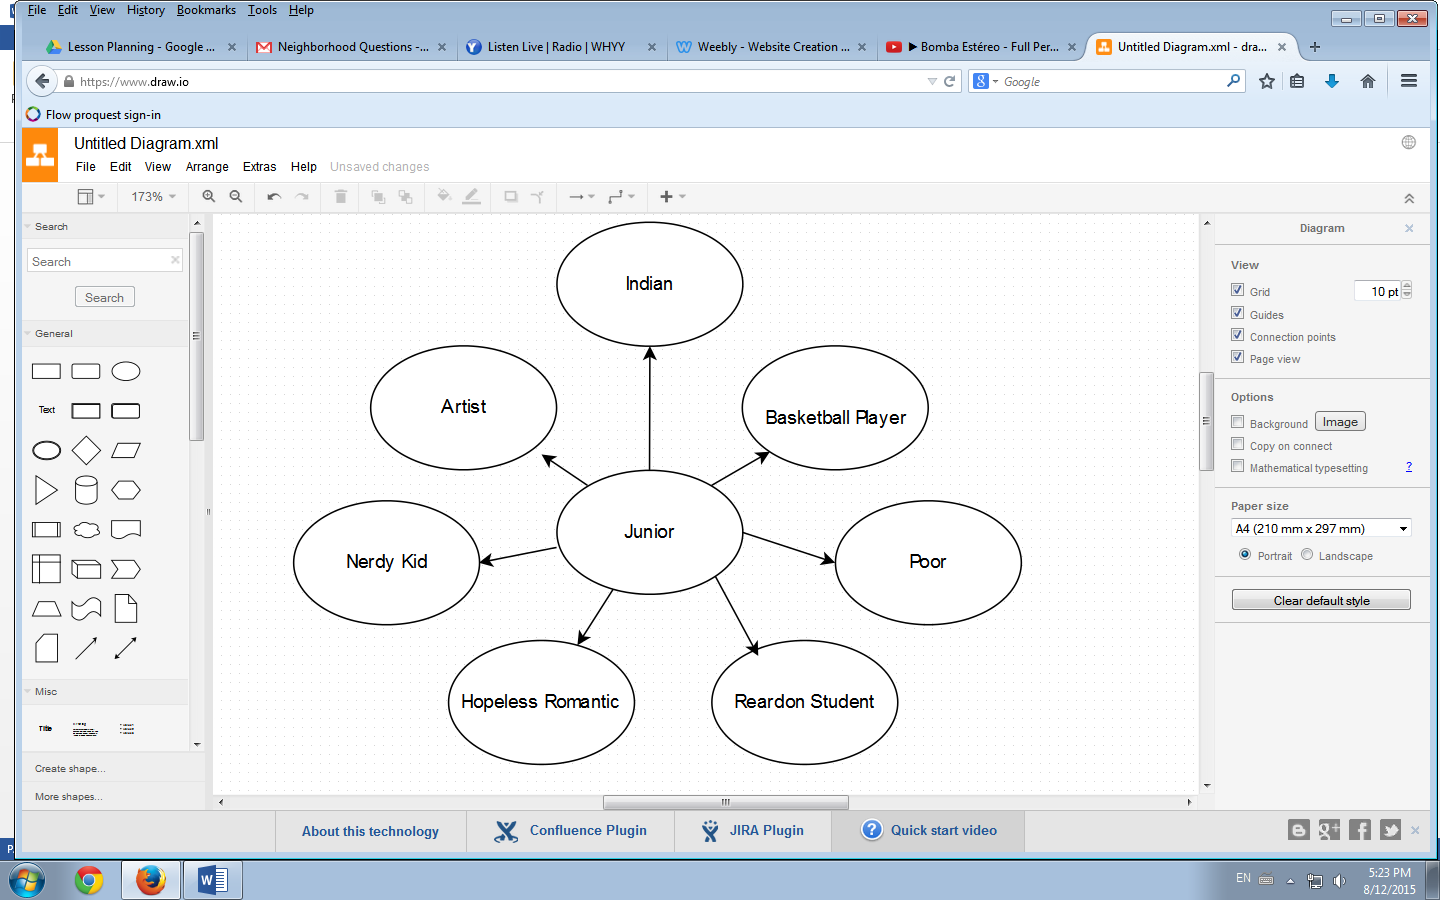 File Edit View History Bookmarks Tools Help
Lesson Planning - Google ... × Neighborhood Questions -... × Listen Live | Radio | WHYY × Weebly - Website Creation ... × ▶ Bomba Estéreo - Full Per... × Untitled Diagram.xml - dra... × +
https://www.draw.io
Google
Flow proquest sign-in
Untitled Diagram.xml
File Edit View Arrange Extras Help Unsaved changes
173%
Search
Search
Search
General
Text
Misc
Title
Create shape...
More shapes...
Indian
Artist
Basketball Player
Junior
Nerdy Kid
Poor
Hopeless Romantic
Reardon Student
Diagram
View
Grid 10 pt
Guides
Connection points
Page view
Options
Background Image
Copy on connect
Mathematical typesetting ?
Paper size
A4 (210 mm x 297 mm)
Portrait Landscape
Clear default style
About this technology Confluence Plugin JIRA Plugin ? Quick start video
EN
5:23 PM
8/12/2015